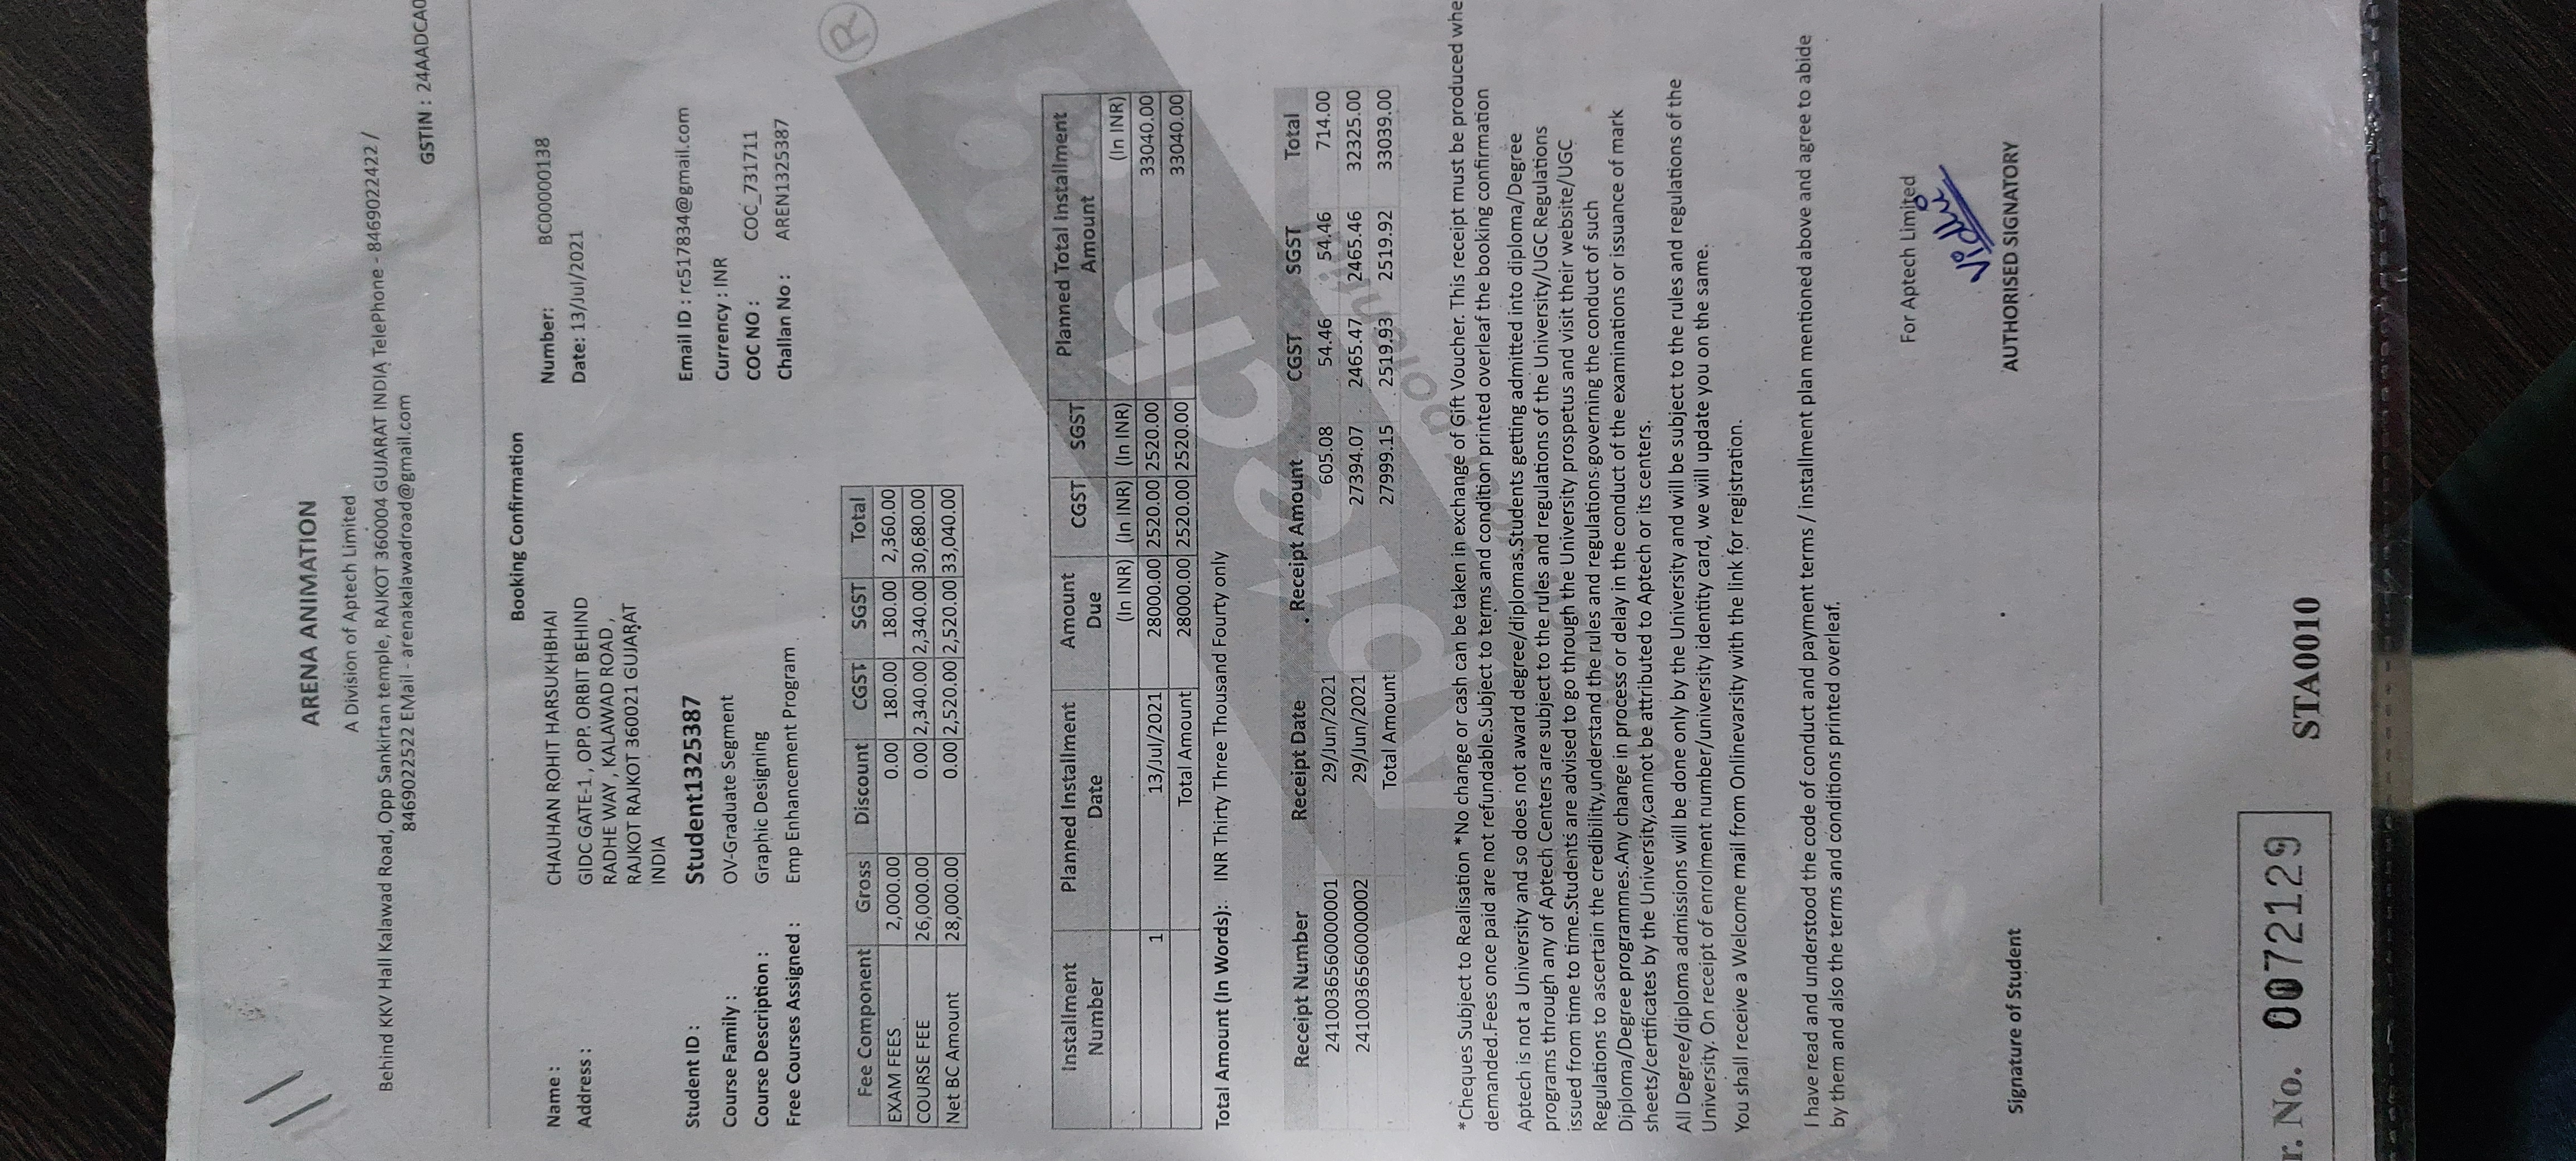 ARENA ANIMATION
A Division of Aptech Limited
Behind KKV Hall Kalawad Road, Opp Sankirtan temple, RAJKOT 360004 GUJARAT INDIA TelePhone - 8469022422 /
8469022522 EMail - arenakalawadroad@gmail.com
GSTIN : 24AADCA0
Booking Confirmation
Name : CHAUHAN ROHIT HARSUKHBHAI Number: BC00000138
Address : GIDC GATE-1 , OPP. ORBIT BEHIND Date: 13/Jul/2021
RADHE WAY , KALAWAD ROAD ,
RAJKOT RAJKOT 360021 GUJARAT
INDIA
Student ID : Student1325387 Email ID : rc517834@gmail.com
Course Family : OV-Graduate Segment Currency : INR
Course Description : Graphic Designing COC NO : COC_731711
Free Courses Assigned : Emp Enhancement Program Challan No : AREN1325387
Fee Component Gross Discount CGST SGST Total
EXAM FEES 2,000.00 0.00 180.00 180.00 2,360.00
COURSE FEE 26,000.00 0.00 2,340.00 2,340.00 30,680.00
Net BC Amount 28,000.00 0.00 2,520.00 2,520.00 33,040.00
Installment Number Planned Installment Date Amount Due CGST SGST Planned Total Installment Amount
(In INR) (In INR) (In INR) (In INR)
1 13/Jul/2021 28000.00 2520.00 2520.00 33040.00
Total Amount 28000.00 2520.00 2520.00 33040.00
Total Amount (In Words): INR Thirty Three Thousand Fourty only
Receipt Number Receipt Date Receipt Amount CGST SGST Total
2410036560000001 29/Jun/2021 605.08 54.46 54.46 714.00
2410036560000002 29/Jun/2021 27394.07 2465.47 2465.46 32325.00
Total Amount 27999.15 2519.93 2519.92 33039.00
*Cheques Subject to Realisation *No change or cash can be taken in exchange of Gift Voucher. This receipt must be produced whe
demanded.Fees once paid are not refundable.Subject to terms and condition printed overleaf the booking confirmation
Aptech is not a University and so does not award degree/diplomas.Students getting admitted into diploma/Degree
programs through any of Aptech Centers are subject to the rules and regulations of the University/UGC Regulations
issued from time to time.Students are advised to go through the University prospetus and visit their website/UGC
Regulations to ascertain the credibility,understand the rules and regulations governing the conduct of such
Diploma/Degree programmes.Any change in process or delay in the conduct of the examinations or issuance of mark
sheets/certificates by the University,cannot be attributed to Aptech or its centers.
All Degree/diploma admissions will be done only by the University and will be subject to the rules and regulations of the
University. On receipt of enrolment number/university identity card, we will update you on the same.
You shall receive a Welcome mail from Onlinevarsity with the link for registration.
I have read and understood the code of conduct and payment terms / installment plan mentioned above and agree to abide
by them and also the terms and conditions printed overleaf.
For Aptech Limited
Vidhi
Signature of Student AUTHORISED SIGNATORY
r. No. 0072129 STA0010
Aptech ®
unleash your potential